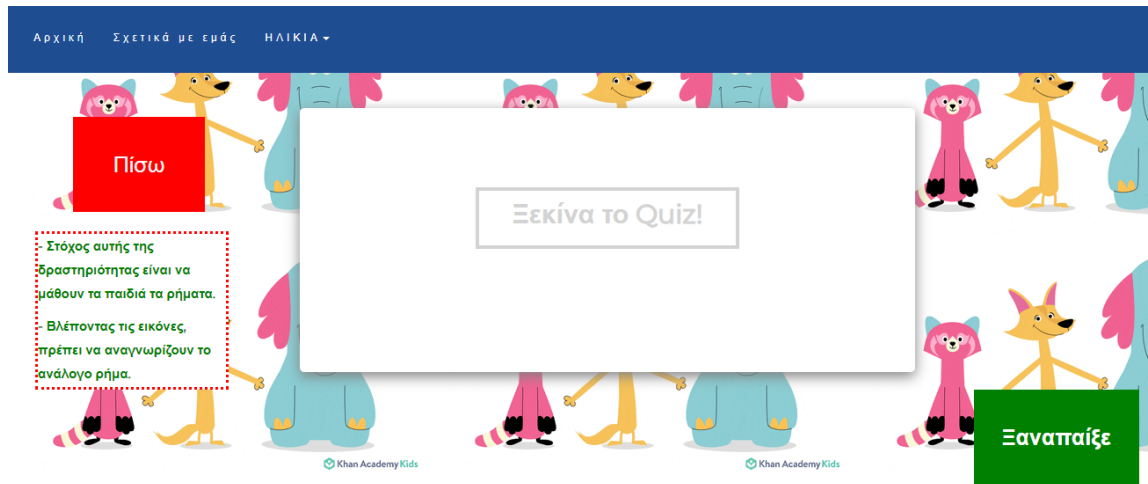 Αρχική Σχετικά με εμάς ΗΛΙΚΙΑ
Πίσω
Ξεκίνα το Quiz!
- Στόχος αυτής της
δραστηριότητας είναι να
μάθουν τα παιδιά τα ρήματα.
- Βλέποντας τις εικόνες,
πρέπει να αναγνωρίζουν το
ανάλογο ρήμα.
Ξαναπαίξε
Khan Academy Kids
Khan Academy Kids